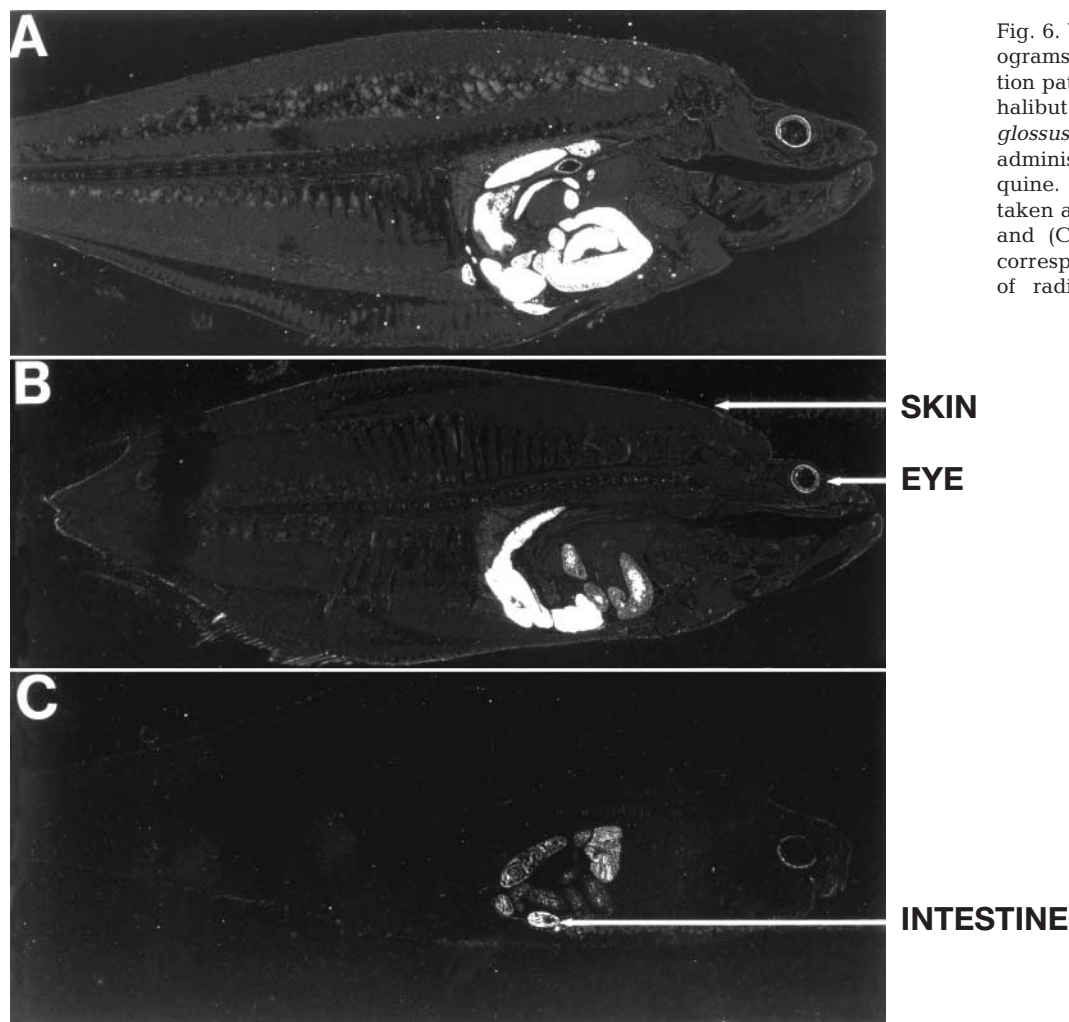 A
B
C
SKIN
EYE
INTESTINE
Fig. 6.
ograms
tion pat
halibut
glossus
adminis
quine.
taken a
and (C
corresp
of radi